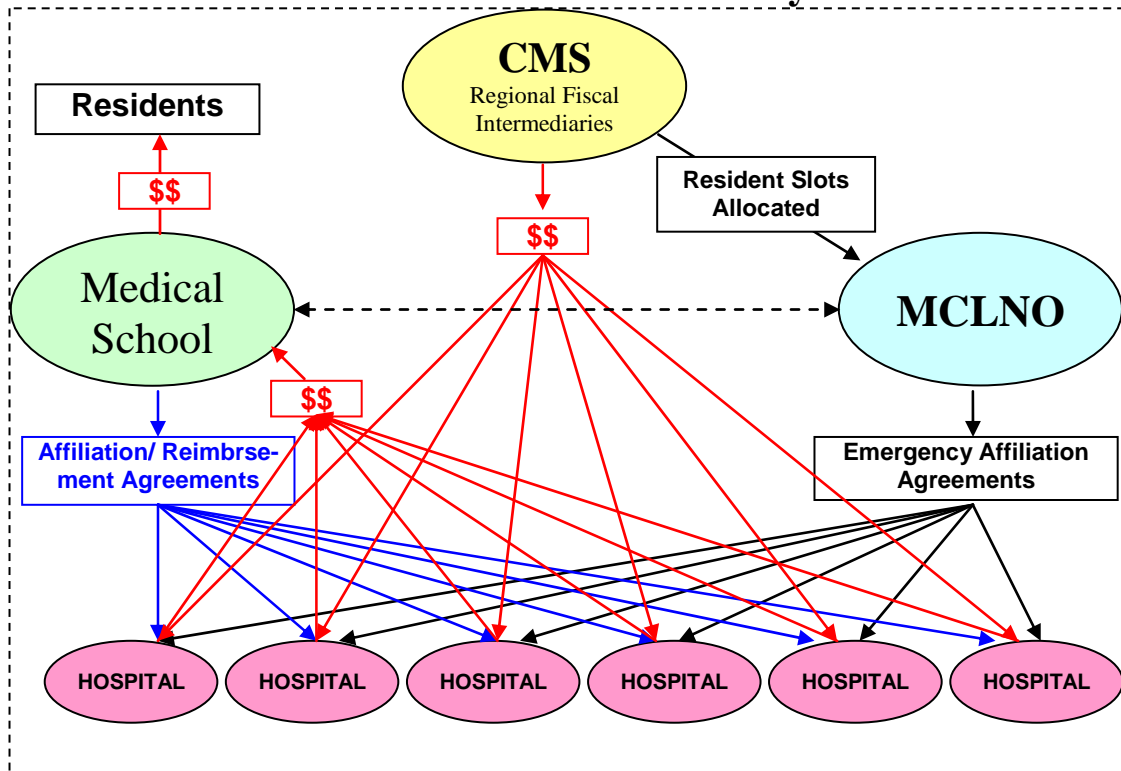 CMS
Regional Fiscal
Intermediaries
Residents
$$
Resident Slots
Allocated
$$
Medical
School
MCLNO
$$
Affiliation/ Reimbrse-
ment Agreements
Emergency Affiliation
Agreements
HOSPITAL
HOSPITAL
HOSPITAL
HOSPITAL
HOSPITAL
HOSPITAL